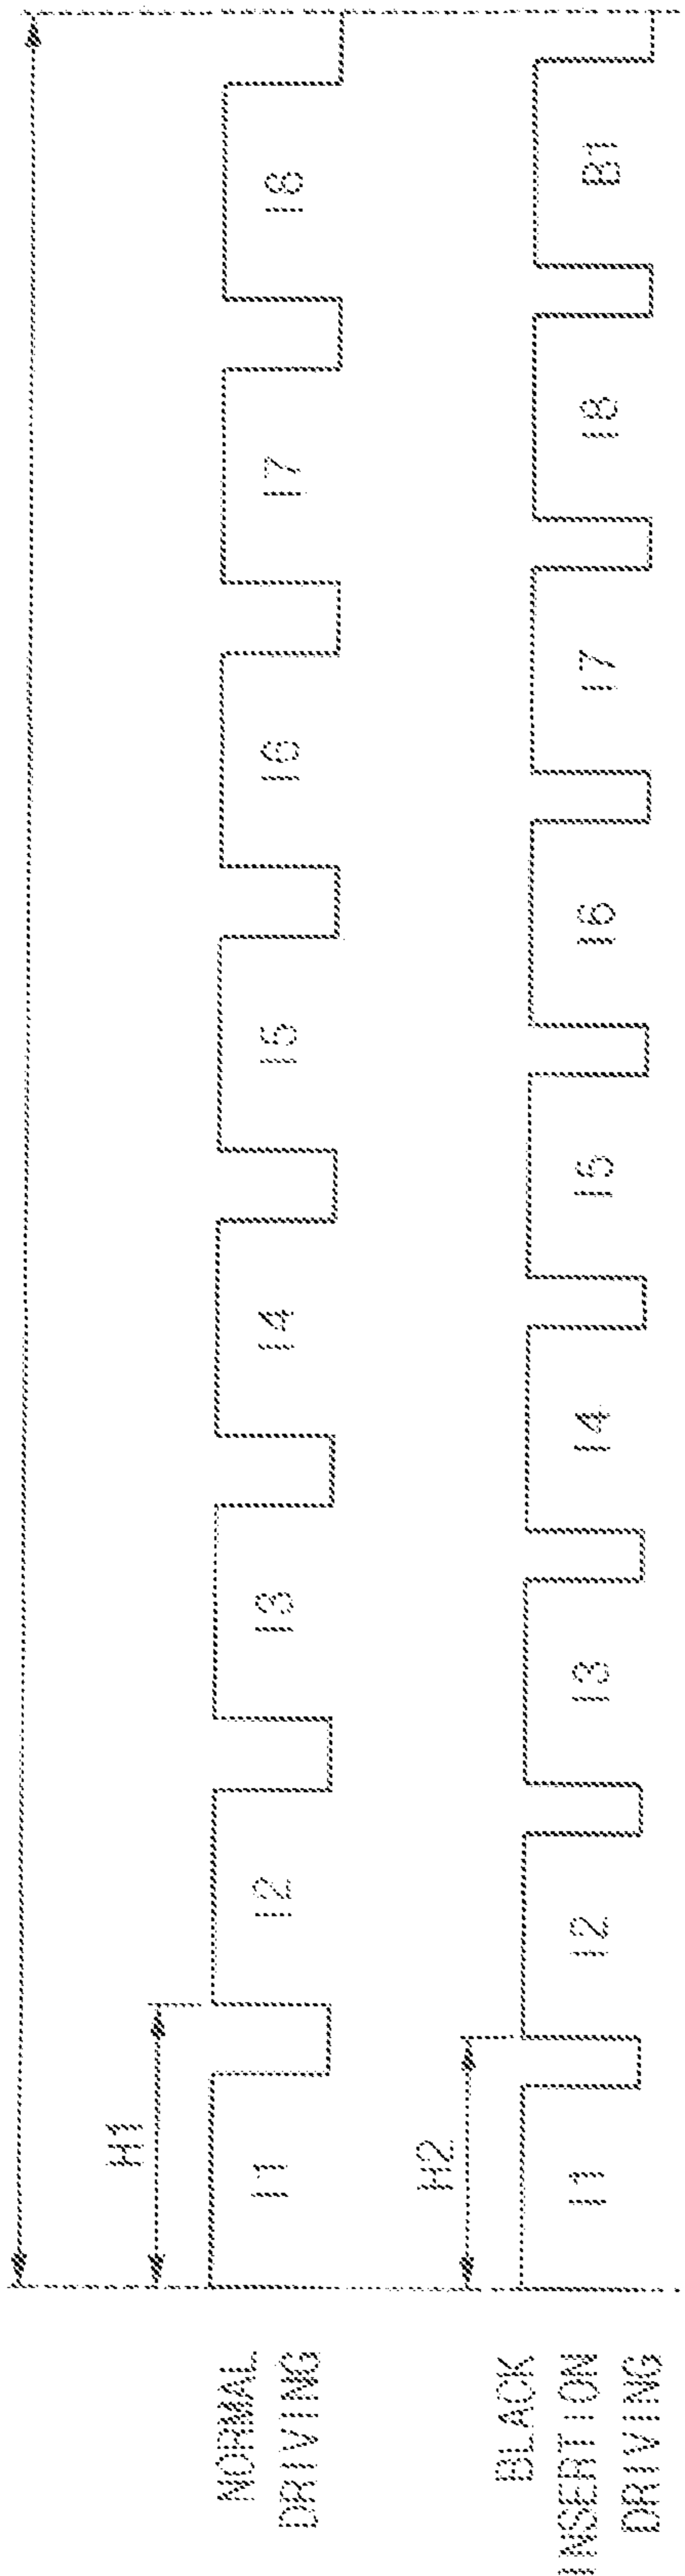 H1
NORMAL
DRIVING
I1 I2 I3 I4 I5 I6 I7 I8
H2
BLACK
INSERTION
DRIVING
I1 I2 I3 I4 I5 I6 I7 I8 B1